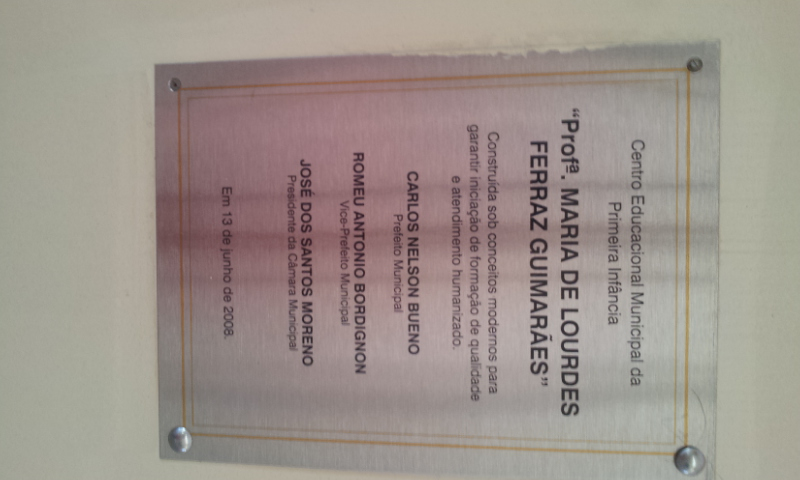 Centro Educacional Municipal da
Primeira Infância
"Profª. MARIA DE LOURDES
FERRAZ GUIMARÃES"
Construída sob conceitos modernos para
garantir iniciação de formação de qualidade
e atendimento humanizado.
CARLOS NELSON BUENO
Prefeito Municipal
ROMEU ANTONIO BORDIGNON
Vice-Prefeito Municipal
JOSÉ DOS SANTOS MORENO
Presidente da Câmara Municipal
Em 13 de junho de 2008.